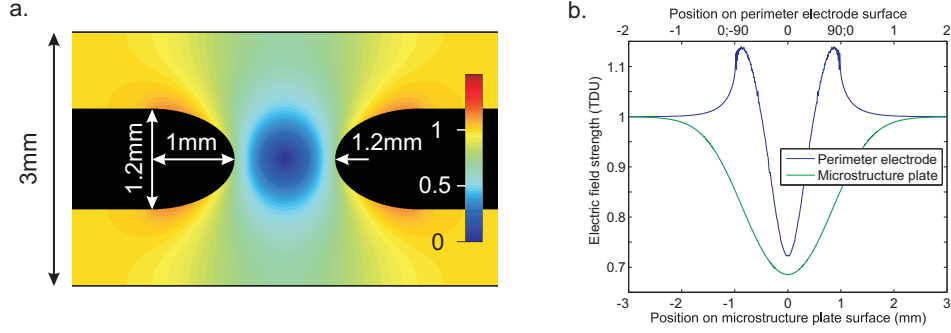 a.
3mm
1.2mm
1mm
1.2mm
1
0.5
0
b.
Position on perimeter electrode surface
-2 -1 0;-90 0 90;0 1 2
Electric field strength (TDU)
1.1
1
0.9
0.8
0.7
Perimeter electrode
Microstructure plate
-3 -2 -1 0 1 2 3
Position on microstructure plate surface (mm)